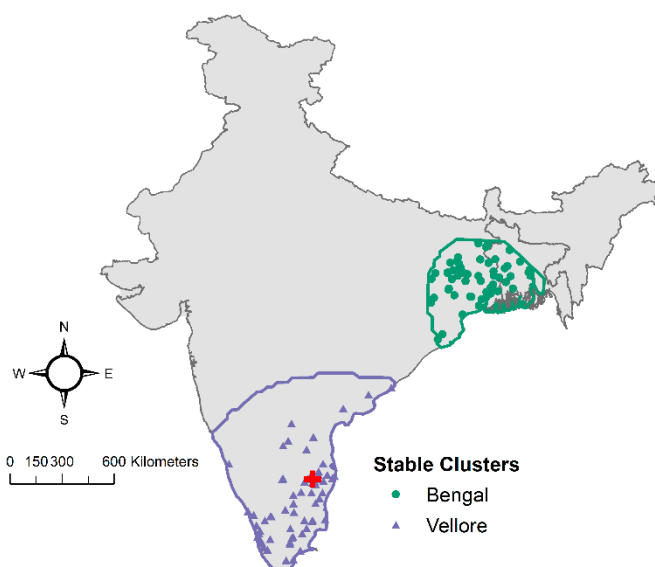 N
W E
S
0 150 300 600 Kilometers
Stable Clusters
Bengal
Vellore